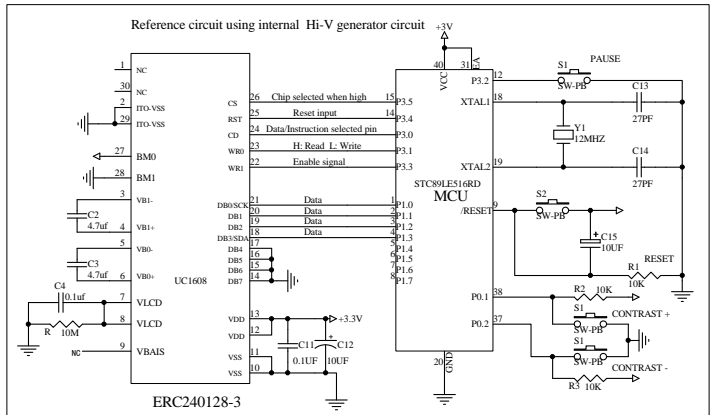 Reference circuit using internal Hi-V generator circuit
+3V
1 NC
30 NC
2 ITO-VSS
29 ITO-VSS
27 BM0
28 BM1
3 VB1-
C2
4.7uf
4 VB1+
5 VB0-
C3
4.7uf
6 VB0+
C4
0.1uf
7 VLCD
R 10M
8 VLCD
NC 9 VBAIS
UC1608
ERC240128-3
CS 26 Chip selected when high 15 P3.5
RST 25 Reset input 14 P3.4
CD 24 Data/Instruction selected pin P3.0
WR0 23 H: Read L: Write P3.1
WR1 22 Enable signal P3.3
DB0/SCK 21 Data 1 P1.0
DB1 20 Data 2 P1.1
DB2 19 Data 3 P1.2
DB3/SDA 18 Data 4 P1.3
DB4 17
DB5 16
DB6 15
DB7 14
5 P1.4
6 P1.5
7 P1.6
8 P1.7
VDD 13
VDD 12
+3.3V
C11
0.1UF
C12
10UF
VSS 11
VSS 10
40 VCC
31 EA
STC89LE516RD
MCU
20 GND
P3.2 12
S1
SW-PB
PAUSE
XTAL1 18
C13
27PF
Y1
12MHZ
XTAL2 19
C14
27PF
/RESET 9
S2
SW-PB
+
C15
10UF
RESET
R1
10K
P0.1 38
R2 10K
S1
SW-PB
CONTRAST +
P0.2 37
S1
SW-PB
CONTRAST -
R3 10K